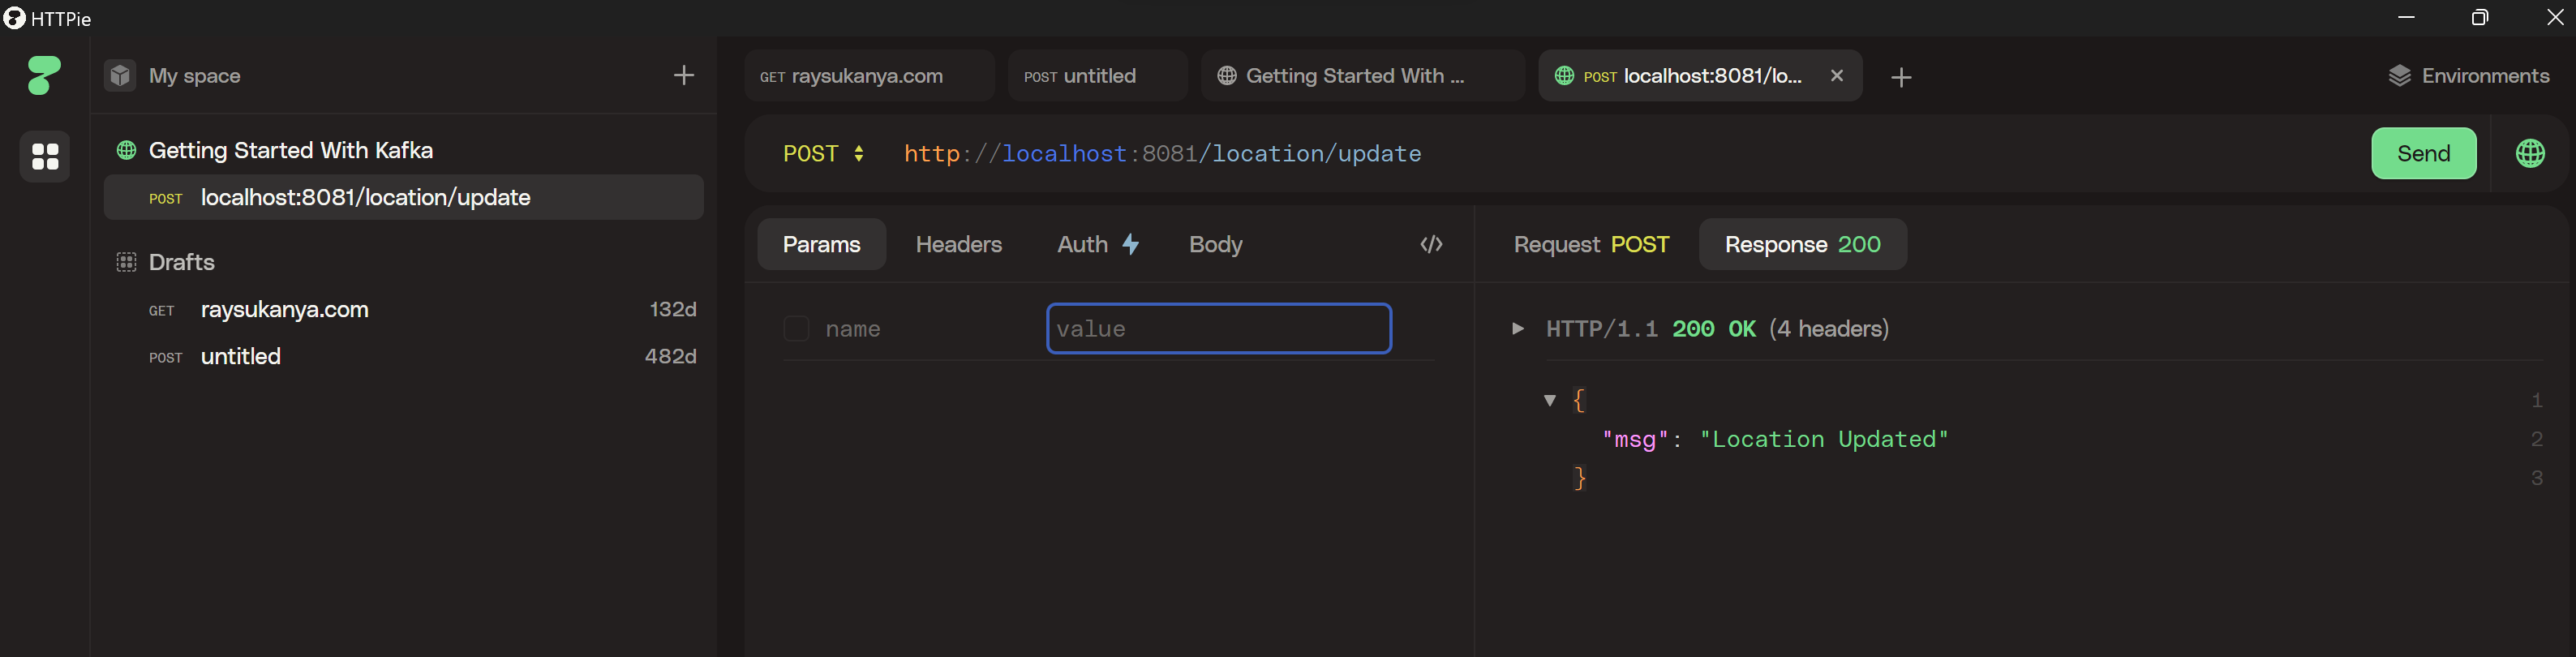 HTTPie
My space
GET raysukanya.com
POST untitled
Getting Started With ...
POST localhost:8081/lo...
Environments
Getting Started With Kafka
POST localhost:8081/location/update
Drafts
GET raysukanya.com 132d
POST untitled 482d
POST http://localhost:8081/location/update
Send
Params Headers Auth Body </>
Request POST Response 200
name value
HTTP/1.1 200 OK (4 headers)
{ 1
"msg": "Location Updated" 2
} 3